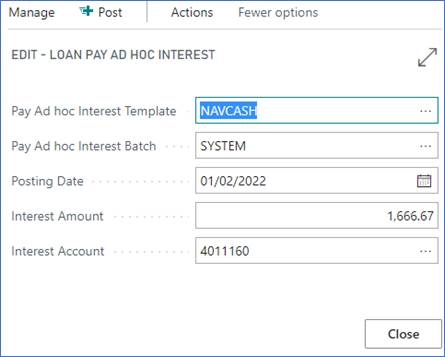 Manage Post Actions Fewer options
EDIT - LOAN PAY AD HOC INTEREST
Pay Ad hoc Interest Template NAVCASH
Pay Ad hoc Interest Batch SYSTEM
Posting Date 01/02/2022
Interest Amount 1,666.67
Interest Account 4011160
Close